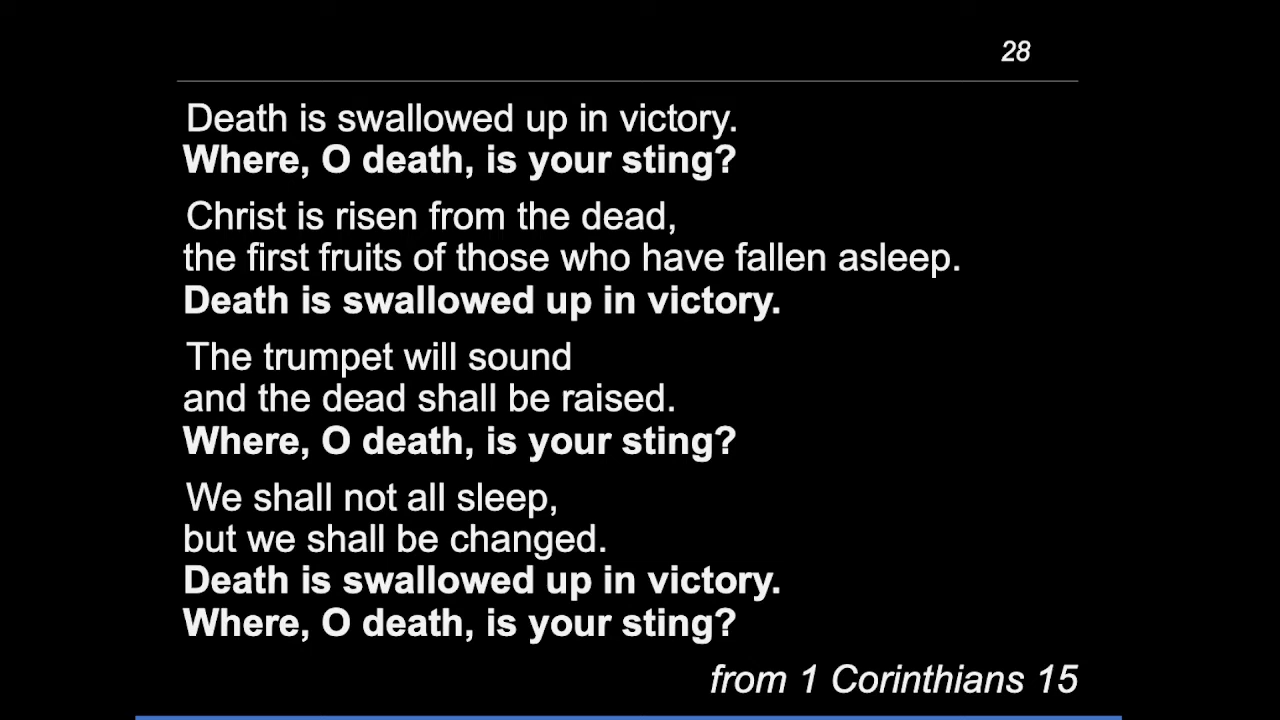 28
Death is swallowed up in victory.
Where, O death, is your sting?
Christ is risen from the dead,
the first fruits of those who have fallen asleep.
Death is swallowed up in victory.
The trumpet will sound
and the dead shall be raised.
Where, O death, is your sting?
We shall not all sleep,
but we shall be changed.
Death is swallowed up in victory.
Where, O death, is your sting?
from 1 Corinthians 15